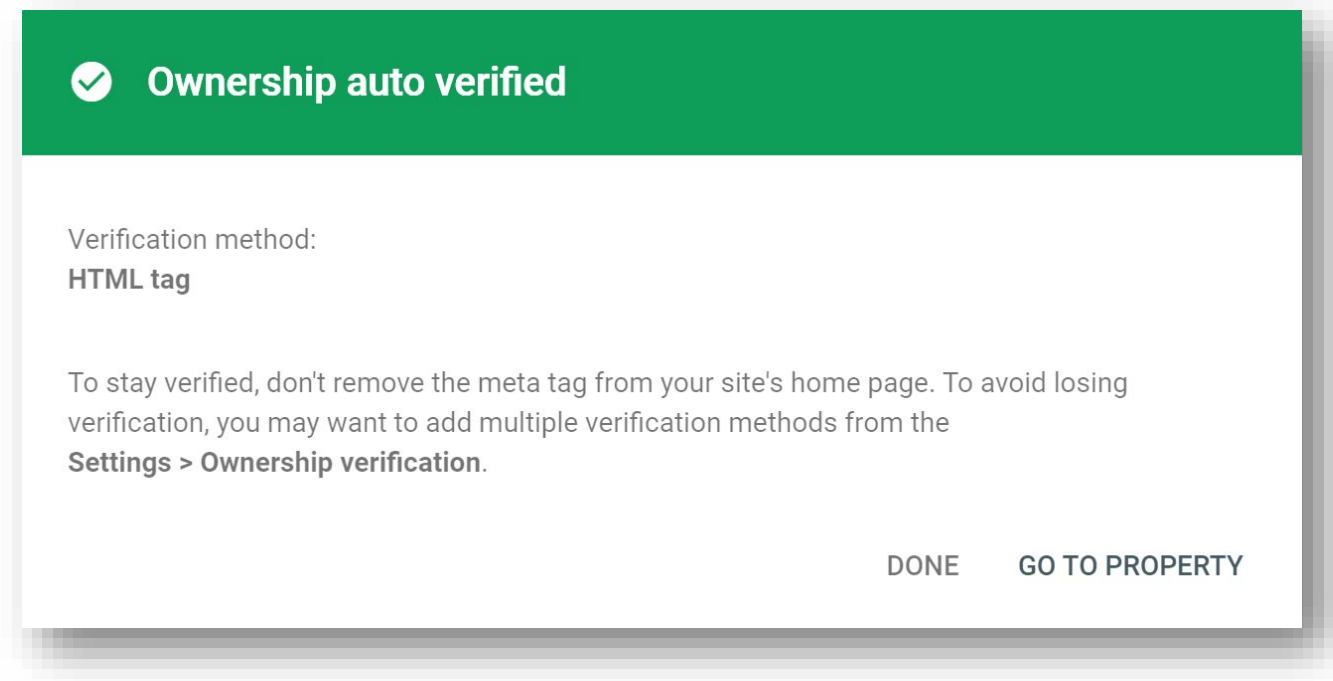 Ownership auto verified
Verification method:
HTML tag
To stay verified, don't remove the meta tag from your site's home page. To avoid losing
verification, you may want to add multiple verification methods from the
Settings > Ownership verification.
DONE GO TO PROPERTY